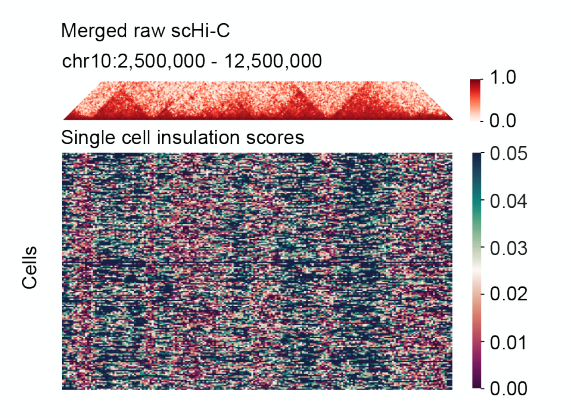 Merged raw scHi-C
chr10:2,500,000 - 12,500,000
1.0
0.0
Single cell insulation scores
0.05
0.04
0.03
0.02
0.01
0.00
Cells